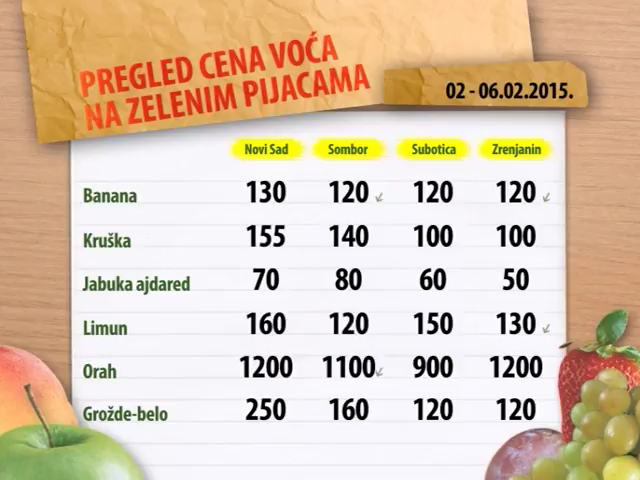 PREGLED CENA VOĆA
NA ZELENIM PIJACAMA
02 - 06.02.2015.
Novi Sad Sombor Subotica Zrenjanin
Banana 130 120 120 120
Kruška 155 140 100 100
Jabuka ajdared 70 80 60 50
Limun 160 120 150 130
Orah 1200 1100 900 1200
Grožde-belo 250 160 120 120